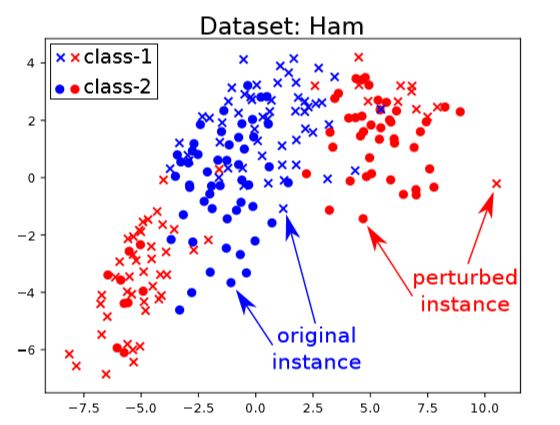 Dataset: Ham
class-1
class-2
4
2
0
−2
−4
−6
perturbed
instance
original
instance
−7.5
−5.0
−2.5
0.0
2.5
5.0
7.5
10.0